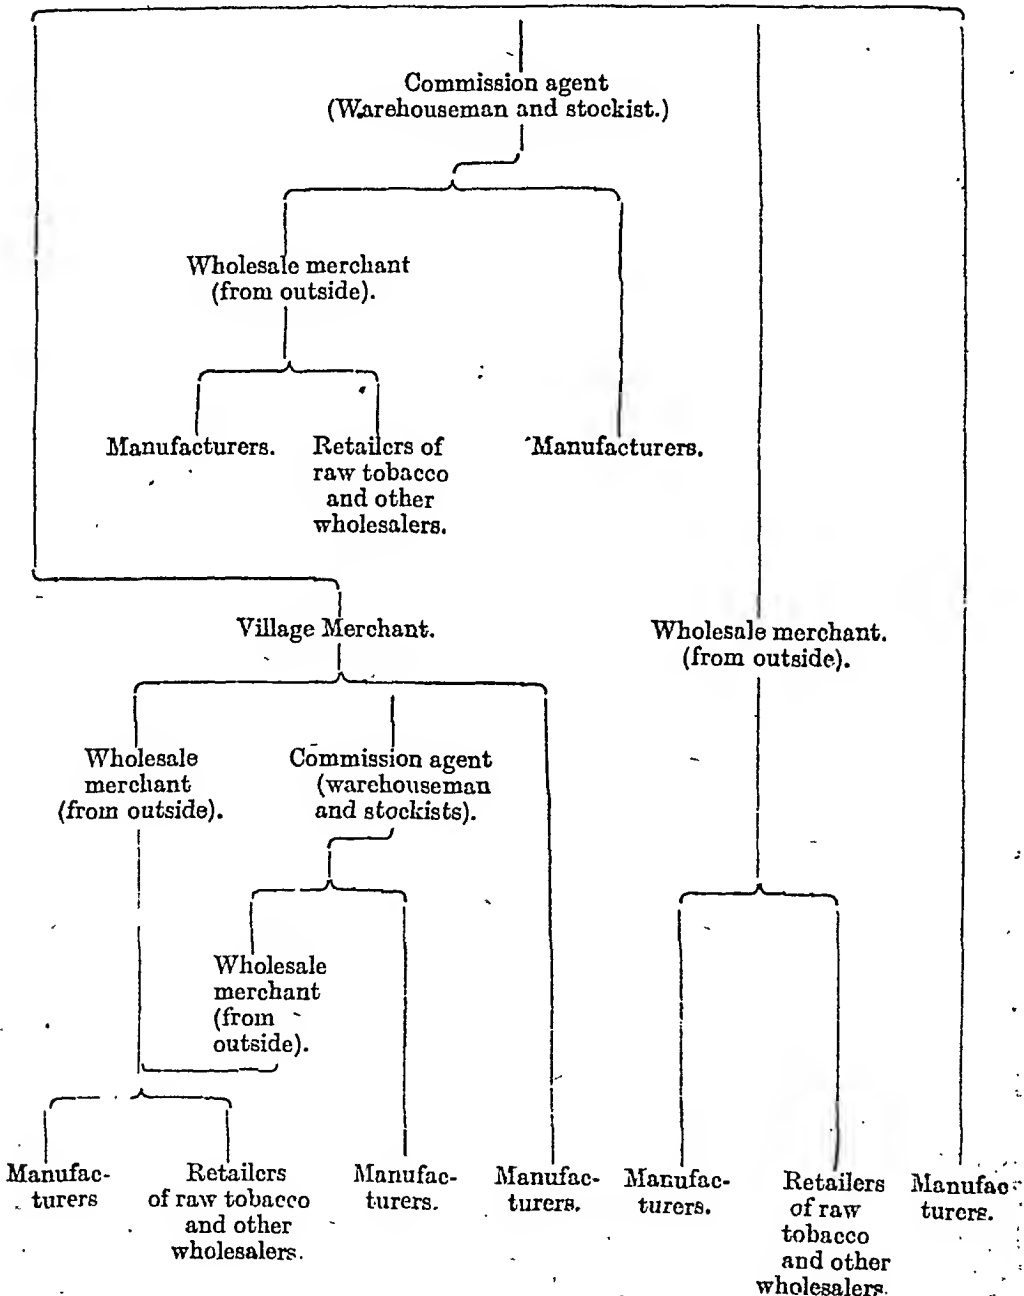 Commission agent
(Warehouseman and stockist.)
Wholesale merchant
(from outside).
Manufacturers.
Retailers of
raw tobacco
and other
wholesalers.
Manufacturers.
Village Merchant.
Wholesale merchant.
(from outside).
Wholesale
merchant
(from outside).
Commission agent
(warehouseman
and stockists).
Wholesale
merchant
(from
outside).
Manufac-
turers
Retailers
of raw tobacco
and other
wholesalers.
Manufac-
turers.
Manufac-
turers.
Manufac-
turers.
Retailers
of raw
tobacco
and other
wholesalers.
Manufac-
turers.